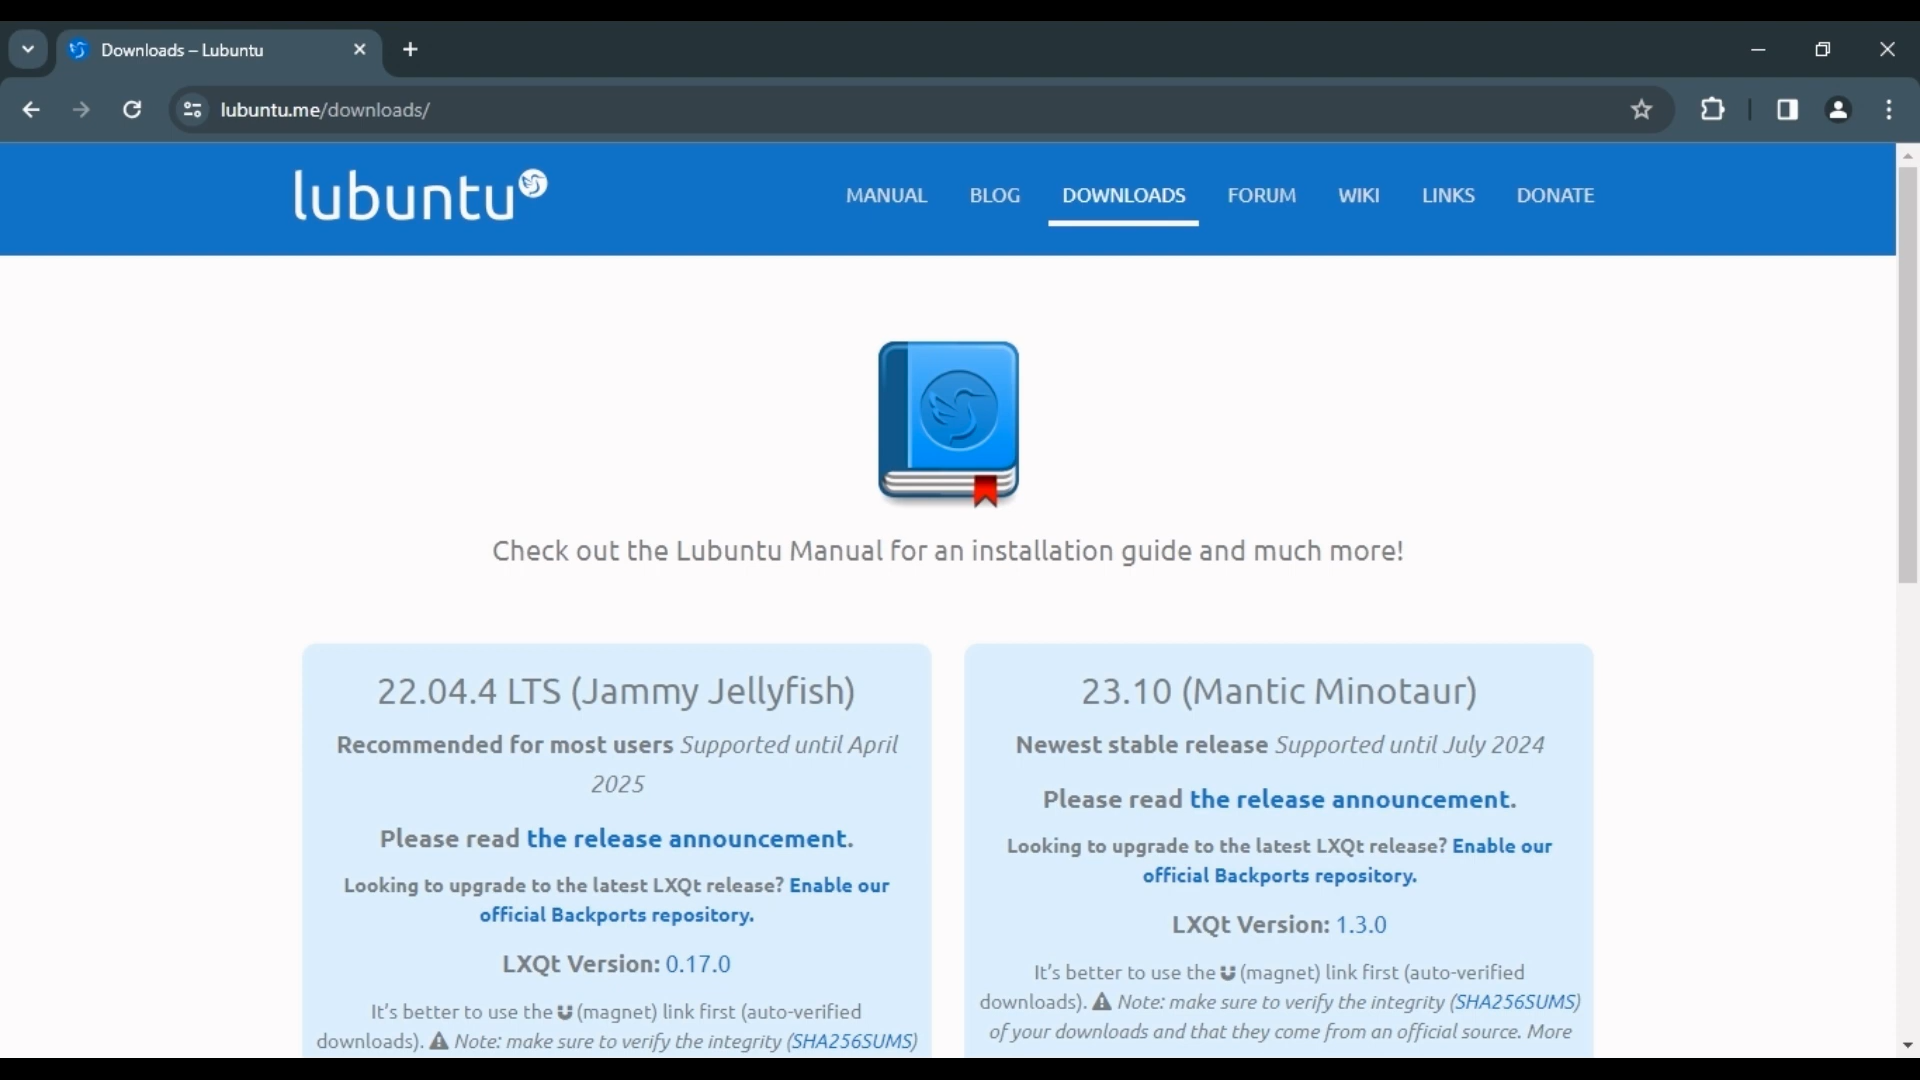 Downloads – Lubuntu
lubuntu.me/downloads/
lubuntu
MANUAL BLOG DOWNLOADS FORUM WIKI LINKS DONATE
Check out the Lubuntu Manual for an installation guide and much more!
22.04.4 LTS (Jammy Jellyfish)
Recommended for most users Supported until April
2025
Please read the release announcement.
Looking to upgrade to the latest LXQt release? Enable our
official Backports repository.
LXQt Version: 0.17.0
It's better to use the (magnet) link first (auto-verified
downloads). Note: make sure to verify the integrity (SHA256SUMS)
23.10 (Mantic Minotaur)
Newest stable release Supported until July 2024
Please read the release announcement.
Looking to upgrade to the latest LXQt release? Enable our
official Backports repository.
LXQt Version: 1.3.0
It's better to use the (magnet) link first (auto-verified
downloads). Note: make sure to verify the integrity (SHA256SUMS)
of your downloads and that they come from an official source. More